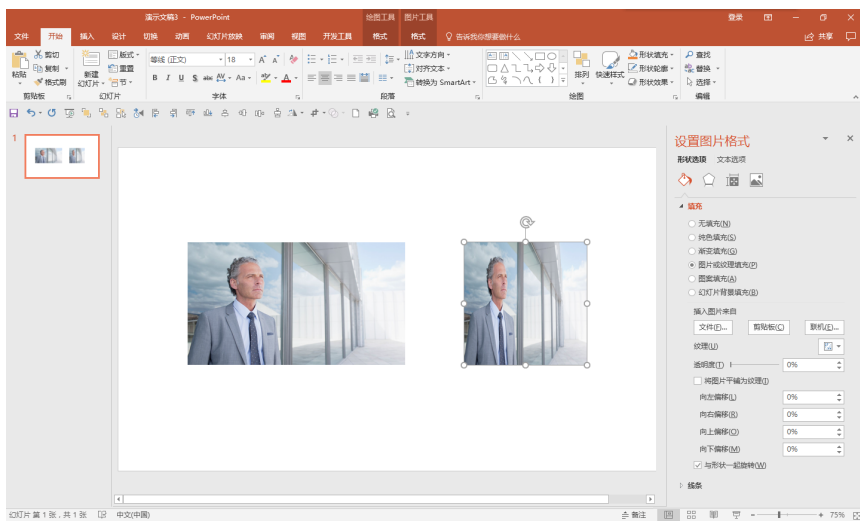 演示文稿3 - PowerPoint
绘图工具 图片工具
登录
文件 开始 插入 设计 切换 动画 幻灯片放映 审阅 视图 开发工具 格式 格式 告诉我你想要做什么... 共享
粘贴 剪切 复制 格式刷
新建幻灯片 版式 重置 节
等线 (正文) 18
B I U S abc AV Aa A
文字方向
对齐文本
转换为 SmartArt
排列 快速样式 形状填充 形状轮廓 形状效果
查找 替换 选择
剪贴板 幻灯片 字体 段落 绘图 编辑
1
设置图片格式
形状选项 文本选项
填充
无填充(N)
纯色填充(S)
渐变填充(G)
图片或纹理填充(P)
图案填充(A)
幻灯片背景填充(B)
插入图片来自
文件(F)... 剪贴板(C) 联机(E)...
纹理(U)
透明度(T) 0%
将图片平铺为纹理(I)
向左偏移(L) 0%
向右偏移(R) 0%
向上偏移(O) 0%
向下偏移(M) 0%
与形状一起旋转(W)
线条
幻灯片 第 1 张，共 1 张 中文(中国) 备注 75%